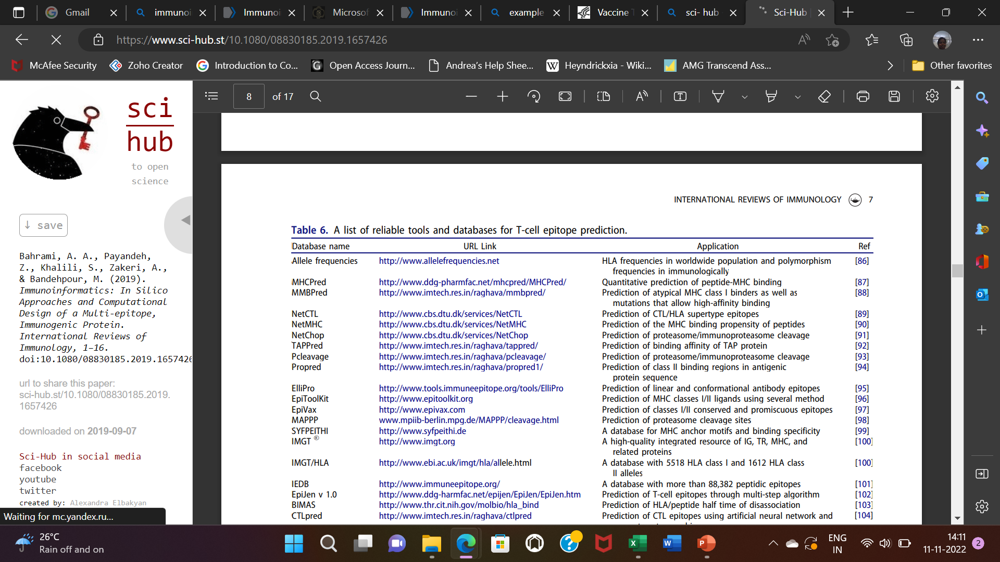 Gmail
immunoi
Immunoi
Microsof
Immunoi
example
Vaccine T
sci- hub
Sci-Hub |
https://www.sci-hub.st/10.1080/08830185.2019.1657426
McAfee Security
Zoho Creator
Introduction to Co...
Open Access Journ...
Andrea's Help Shee...
Heyndrickxia - Wiki...
AMG Transcend Ass...
Other favorites
8 of 17
sci
hub
to open
science
↓ save
Bahrami, A. A., Payandeh,
Z., Khalili, S., Zakeri, A.,
& Bandehpour, M. (2019).
Immunoinformatics: In Silico
Approaches and Computational
Design of a Multi-epitope,
Immunogenic Protein.
International Reviews of
Immunology, 1–16.
doi:10.1080/08830185.2019.1657426
url to share this paper:
sci-hub.st/10.1080/08830185.2019.
1657426
downloaded on 2019-09-07
Sci-Hub in social media
facebook
youtube
twitter
created by: Alexandra Elbakyan
Waiting for mc.yandex.ru...
INTERNATIONAL REVIEWS OF IMMUNOLOGY 7
Table 6. A list of reliable tools and databases for T-cell epitope prediction.
Database name URL Link Application Ref
Allele frequencies http://www.allelefrequencies.net HLA frequencies in worldwide population and polymorphism [86]
frequencies in immunologically
MHCPred http://www.ddg-pharmfac.net/mhcpred/MHCPred/ Quantitative prediction of peptide-MHC binding [87]
MMBPred http://www.imtech.res.in/raghava/mmbpred/ Prediction of atypical MHC class I binders as well as [88]
mutations that allow high-affinity binding
NetCTL http://www.cbs.dtu.dk/services/NetCTL Prediction of CTL/HLA supertype epitopes [89]
NetMHC http://www.cbs.dtu.dk/services/NetMHC Prediction of the MHC binding propensity of peptides [90]
NetChop http://www.cbs.dtu.dk/services/NetChop Prediction of proteasome/immunoproteasome cleavage [91]
TAPPred http://www.imtech.res.in/raghava/tappred/ Prediction of binding affinity of TAP protein [92]
Pcleavage http://www.imtech.res.in/raghava/pcleavage/ Prediction of proteasome/immunoproteasome cleavage [93]
Propred http://www.imtech.res.in/raghava/propred1/ Prediction of class II binding regions in antigenic [94]
protein sequence
ElliPro http://www.tools.immuneepitope.org/tools/ElliPro Prediction of linear and conformational antibody epitopes [95]
EpiToolKit http://www.epitoolkit.org Prediction of MHC classes I/II ligands using several method [96]
EpiVax http://www.epivax.com Prediction of classes I/II conserved and promiscuous epitopes [97]
MAPPP www.mpiib-berlin.mpg.de/MAPPP/cleavage.html Prediction of proteasome cleavage sites [98]
SYFPEITHI http://www.syfpeithi.de A database for MHC anchor motifs and binding specificity [99]
IMGT ® http://www.imgt.org A high-quality integrated resource of IG, TR, MHC, and [100]
related proteins
IMGT/HLA http://www.ebi.ac.uk/imgt/hla/allele.html A database with 5518 HLA class I and 1612 HLA class [100]
II alleles
IEDB http://www.immuneepitope.org/ A database with more than 88,382 peptidic epitopes [101]
EpiJen v 1.0 http://www.ddg-harmfac.net/epijen/EpiJen/EpiJen.htm Prediction of T-cell epitopes through multi-step algorithm [102]
BIMAS http://www.thr.cit.nih.gov/molbio/hla_bind Prediction of HLA/peptide half time of disassociation [103]
CTLpred http://www.imtech.res.in/raghava/ctlpred Prediction of CTL epitopes using artificial neural network and [104]
26°C
Rain off and on
ENG
IN
14:11
11-11-2022
2